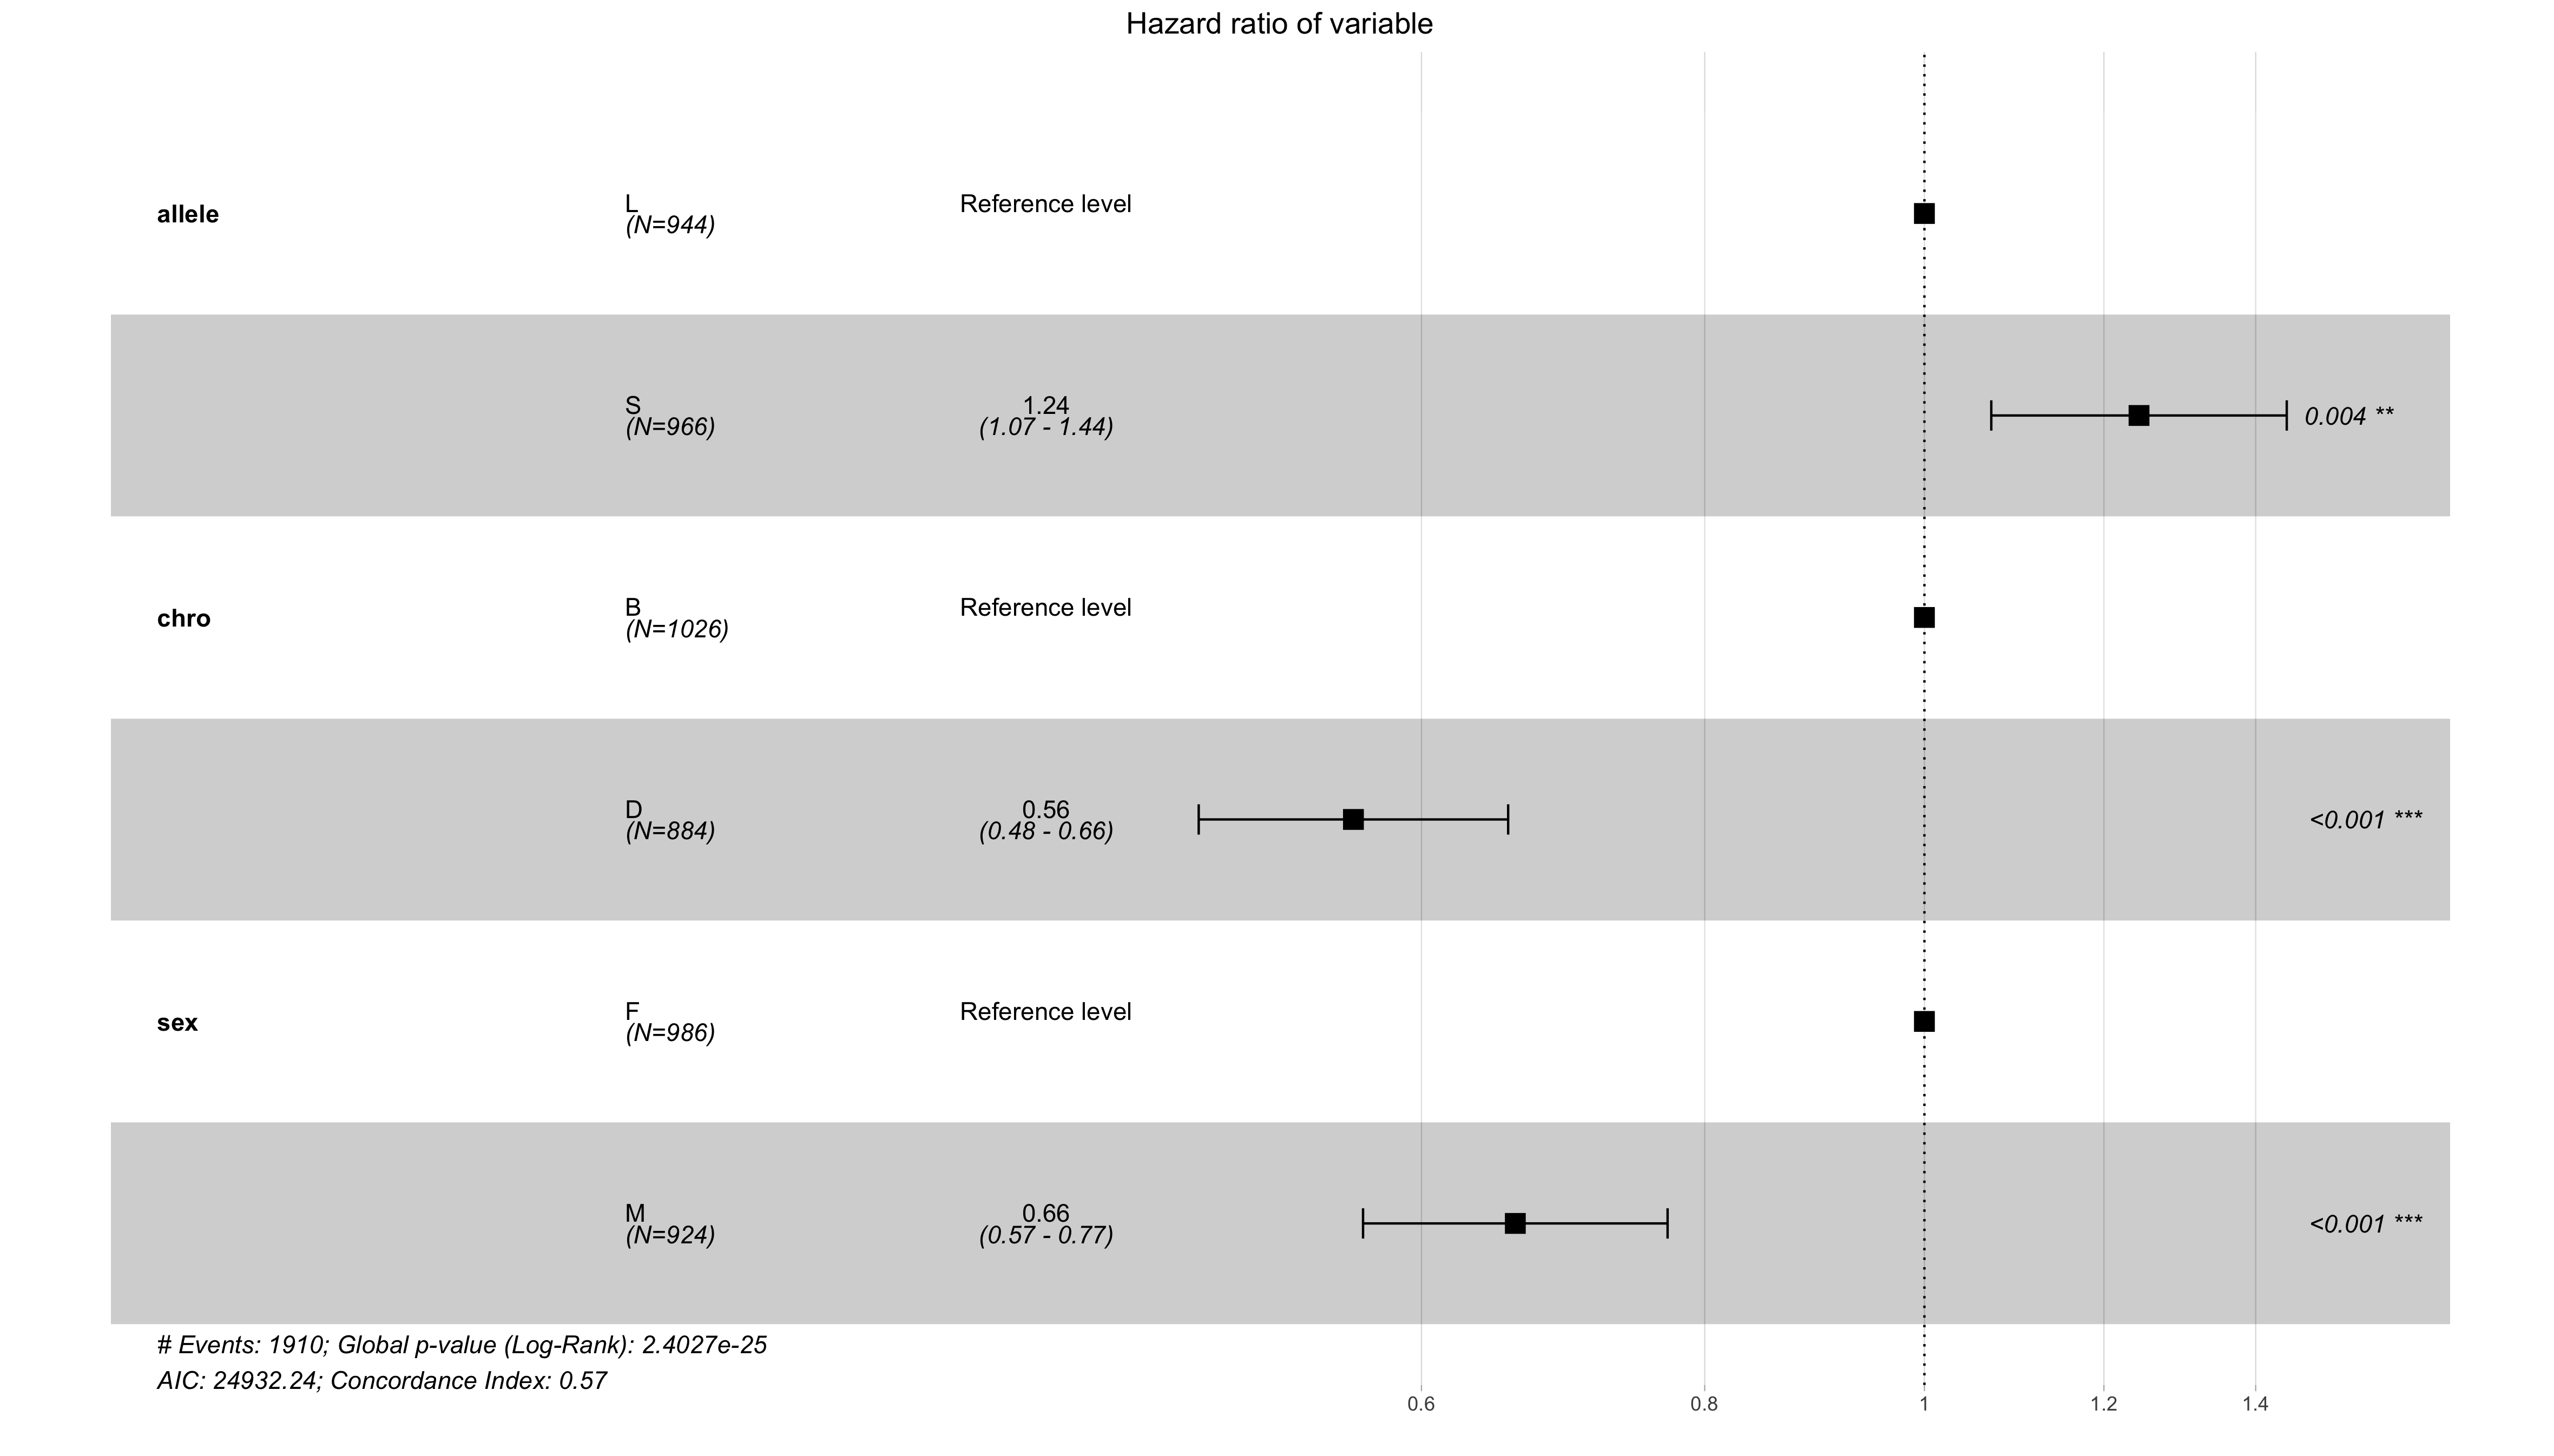 Hazard ratio of variable
allele
L
(N=944)
Reference level
S
(N=966)
1.24
(1.07 - 1.44)
0.004 **
chro
B
(N=1026)
Reference level
D
(N=884)
0.56
(0.48 - 0.66)
<0.001 ***
sex
F
(N=986)
Reference level
M
(N=924)
0.66
(0.57 - 0.77)
<0.001 ***
# Events: 1910; Global p-value (Log-Rank): 2.4027e-25
AIC: 24932.24; Concordance Index: 0.57
0.6 0.8 1 1.2 1.4